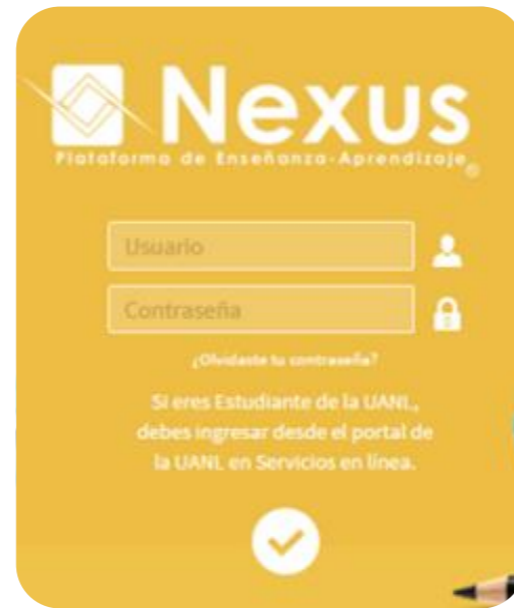 Nexus
Plataforma de Enseñanza-Aprendizaje®
Usuario
Contraseña
¿Olvidaste tu contraseña?
Si eres Estudiante de la UANL,
debes ingresar desde el portal de
la UANL en Servicios en línea.